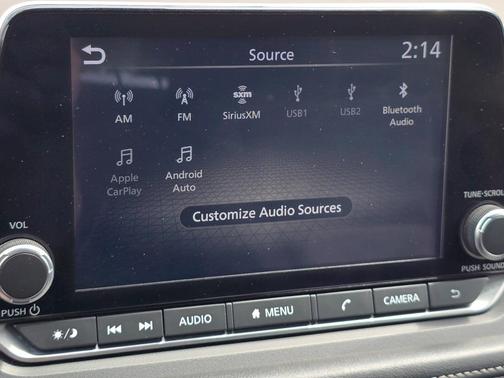 Source
2:14
AM
FM
sxm
SiriusXM
USB1
USB2
Bluetooth
Audio
Apple
CarPlay
Android
Auto
Customize Audio Sources
VOL
PUSH
TUNE•SCROLL
PUSH SOUND
AUDIO
MENU
CAMERA